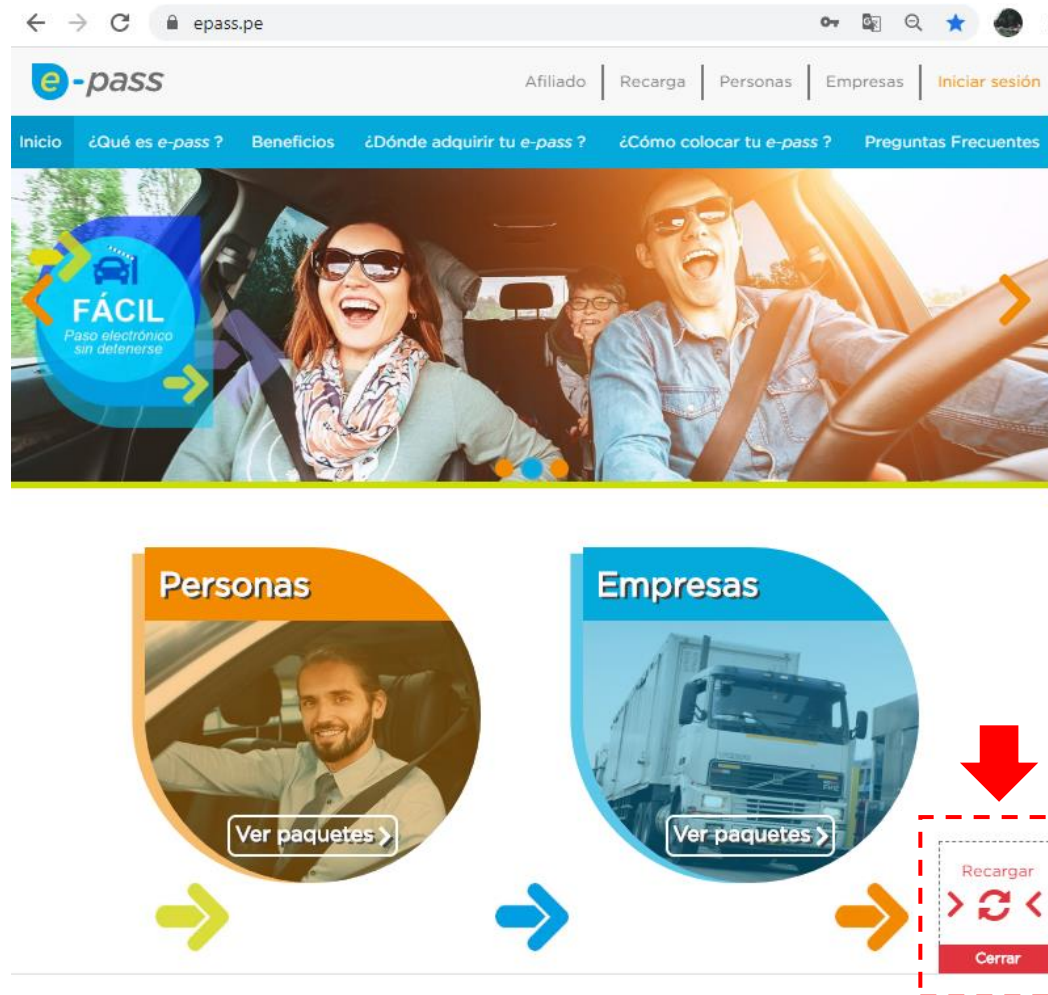 epass.pe
e-pass
Afiliado Recarga Personas Empresas Iniciar sesión
Inicio ¿Qué es e-pass ? Beneficios ¿Dónde adquirir tu e-pass ? ¿Cómo colocar tu e-pass ? Preguntas Frecuentes
FÁCIL
Paso electrónico
sin detenerse
Personas
Empresas
Ver paquetes
Ver paquetes
Recargar
Cerrar